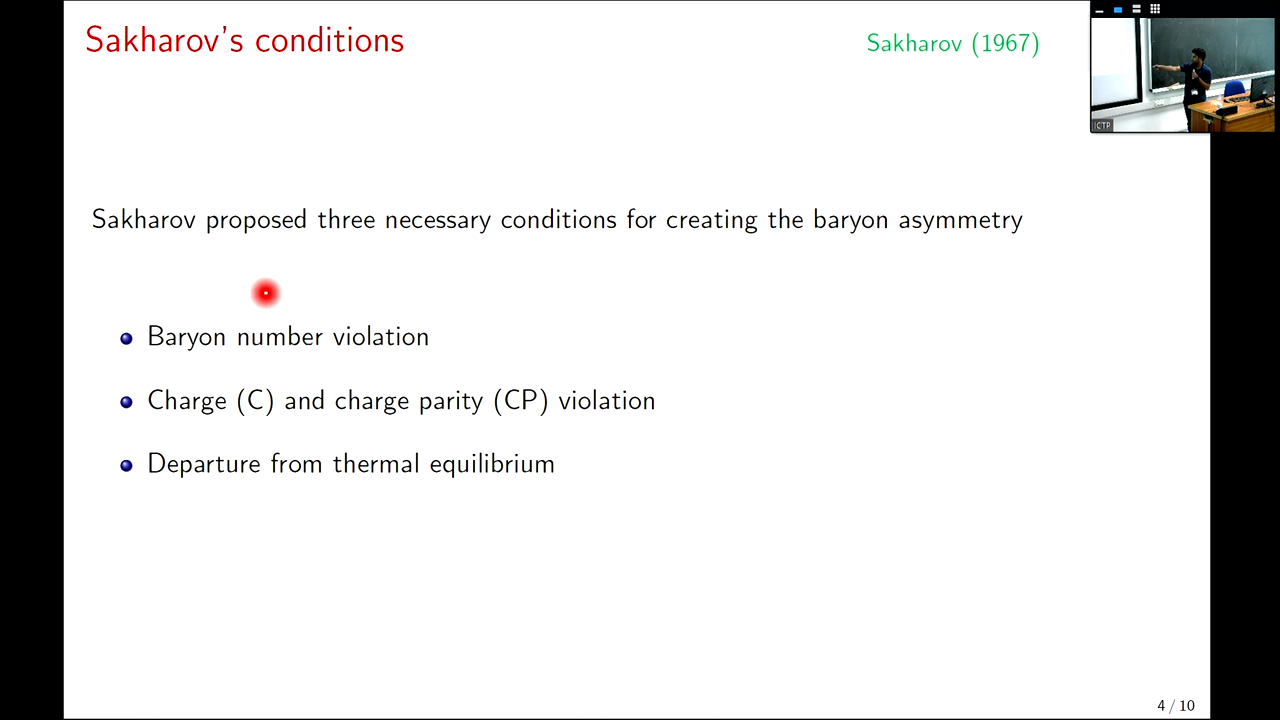 Sakharov's conditions
Sakharov (1967)
Sakharov proposed three necessary conditions for creating the baryon asymmetry
Baryon number violation
Charge (C) and charge parity (CP) violation
Departure from thermal equilibrium
4 / 10
ICTP